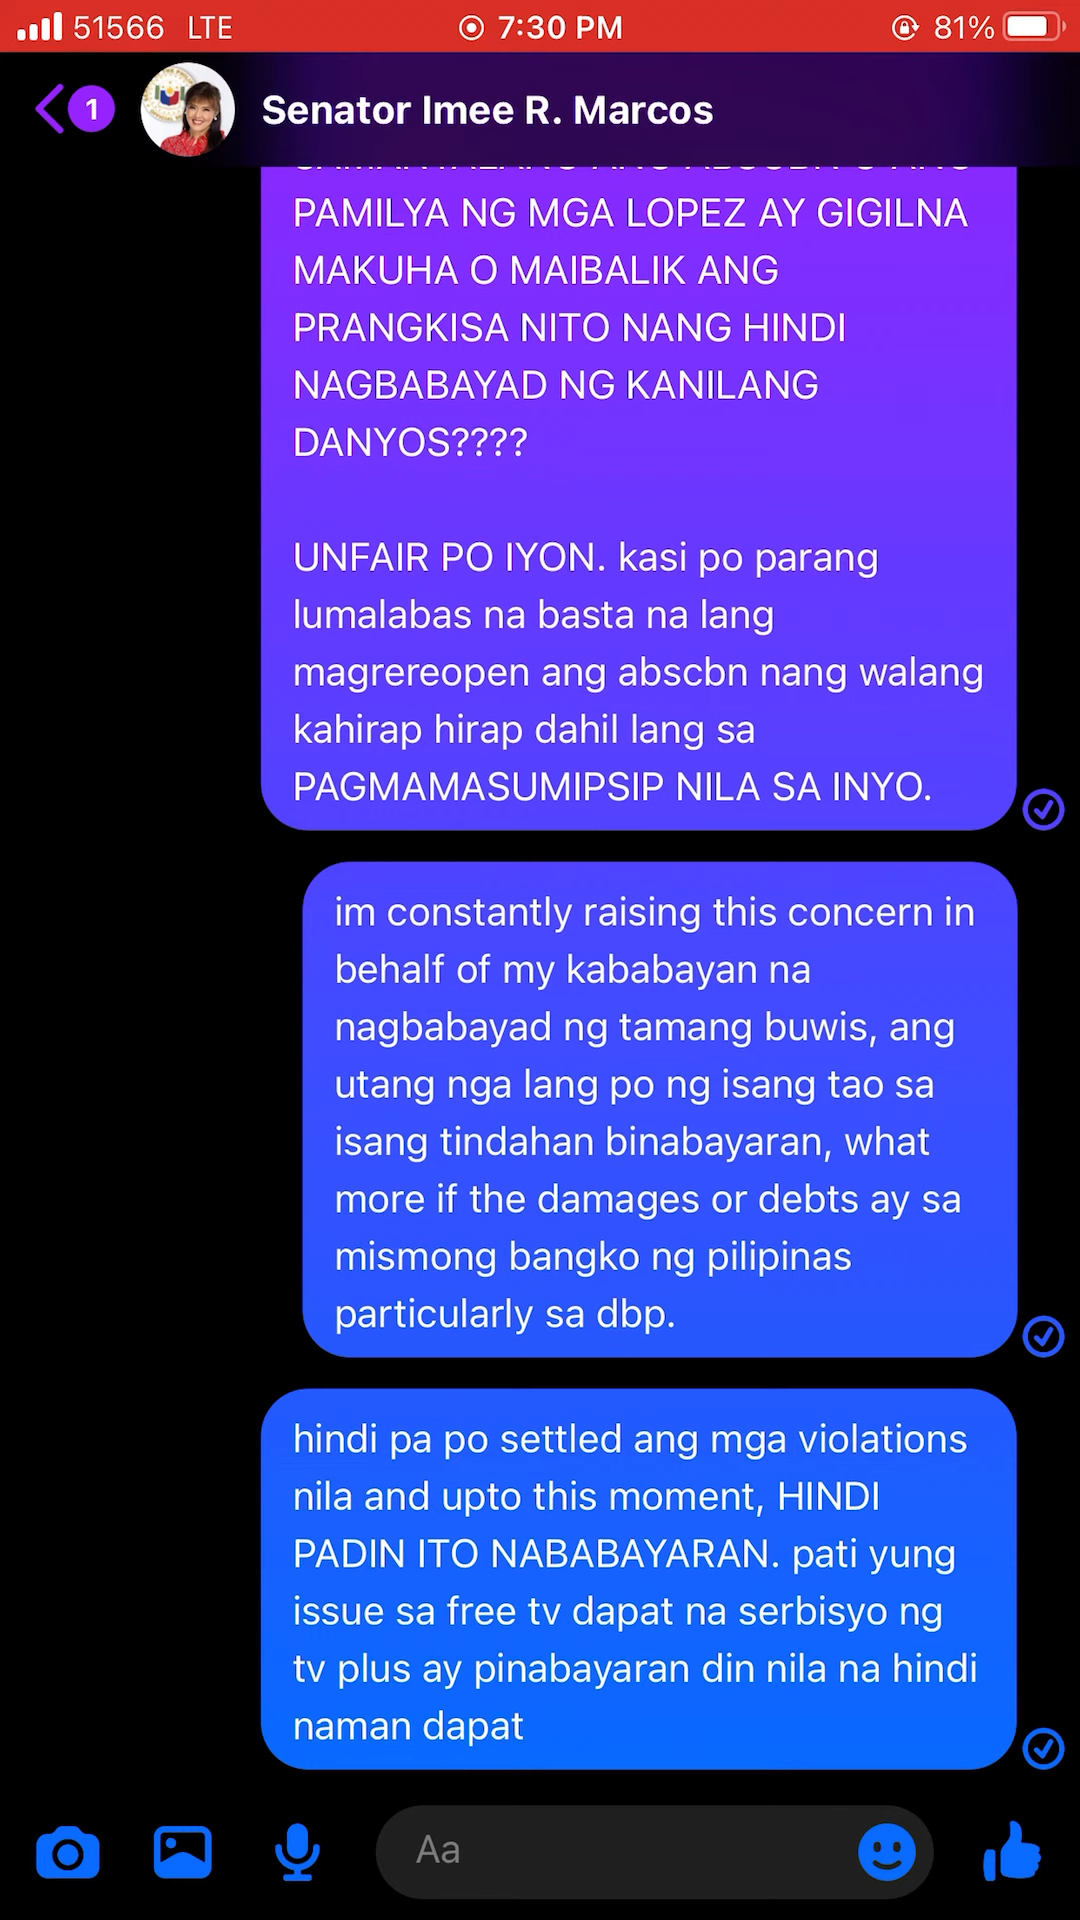 51566 LTE 7:30 PM 81%
1 Senator Imee R. Marcos
PAMILYA NG MGA LOPEZ AY GIGILNA
MAKUHA O MAIBALIK ANG
PRANGKISA NITO NANG HINDI
NAGBABAYAD NG KANILANG
DANYOS????
UNFAIR PO IYON. kasi po parang
lumalabas na basta na lang
magrereopen ang abscbn nang walang
kahirap hirap dahil lang sa
PAGMAMASUMIPSIP NILA SA INYO.
im constantly raising this concern in
behalf of my kababayan na
nagbabayad ng tamang buwis, ang
utang nga lang po ng isang tao sa
isang tindahan binabayaran, what
more if the damages or debts ay sa
mismong bangko ng pilipinas
particularly sa dbp.
hindi pa po settled ang mga violations
nila and upto this moment, HINDI
PADIN ITO NABABAYARAN. pati yung
issue sa free tv dapat na serbisyo ng
tv plus ay pinabayaran din nila na hindi
naman dapat
Aa